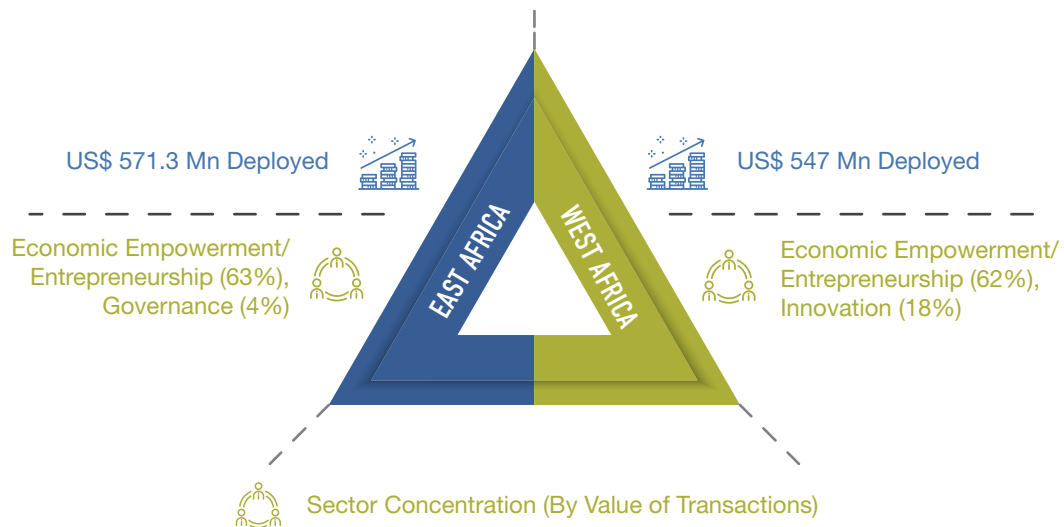 US$ 571.3 Mn Deployed
US$ 547 Mn Deployed
Economic Empowerment/
Entrepreneurship (63%),
Governance (4%)
EAST AFRICA
WEST AFRICA
Economic Empowerment/
Entrepreneurship (62%),
Innovation (18%)
Sector Concentration (By Value of Transactions)